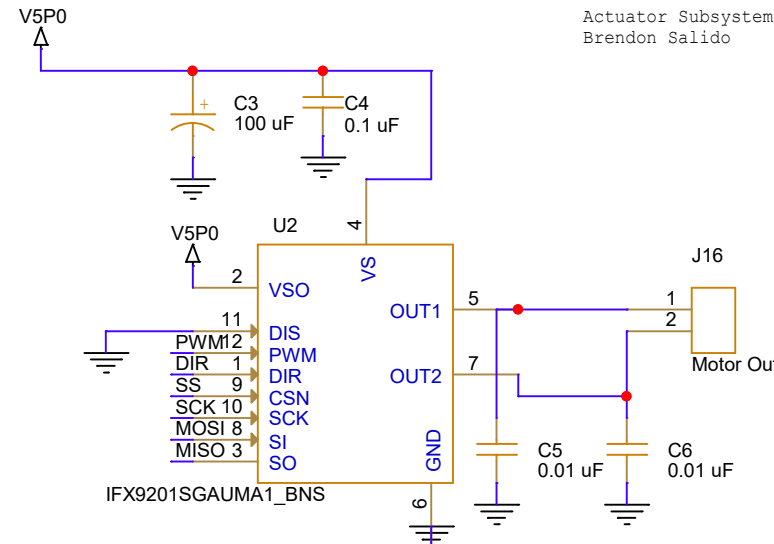 V5P0
Actuator Subsystem
Brendon Salido
+
C3
100 uF
C4
0.1 uF
U2
4
V5P0
J16
VS
2
VSO
OUT1
5
1
11
DIS
2
PWM
12
PWM
Motor Out
DIR
1
DIR
OUT2
7
SS
9
CSN
SCK
10
SCK
MOSI
8
SI
MISO
3
SO
GND
C5
0.01 uF
C6
0.01 uF
IFX9201SGAUMA1_BNS
6